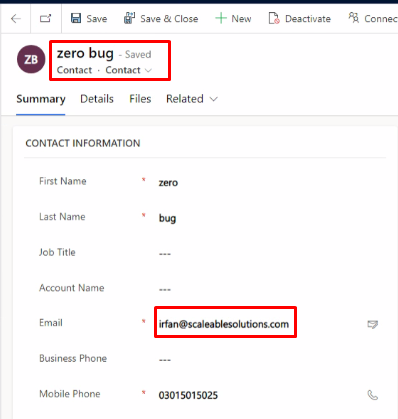 Save Save & Close New Deactivate Connec
ZB zero bug - Saved
Contact · Contact
Summary Details Files Related
CONTACT INFORMATION
First Name * zero
Last Name * bug
Job Title ---
Account Name ---
Email * irfan@scaleablesolutions.com
Business Phone ---
Mobile Phone * 03015015025